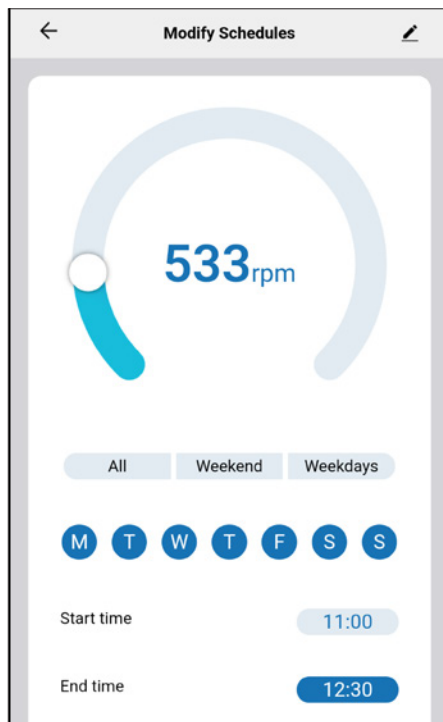 Modify Schedules
533rpm
All Weekend Weekdays
M T W T F S S
Start time 11:00
End time 12:30